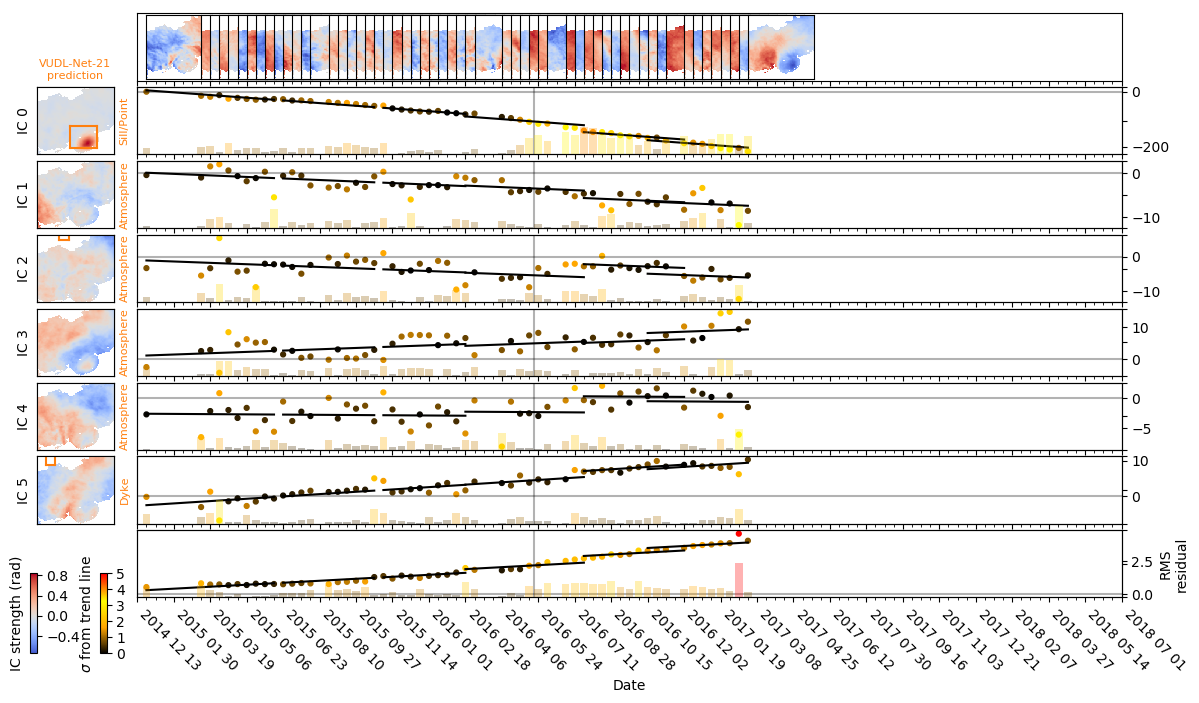 VUDL-Net-21
prediction
IC 0
Sill/Point
0
−200
IC 1
Atmosphere
0
−10
IC 2
Atmosphere
0
−10
IC 3
Atmosphere
10
0
IC 4
Atmosphere
0
−5
IC 5
Dyke
10
0
2.5
0.0
RMS
residual
IC strength (rad)
0.8
0.4
0.0
−0.4
σ from trend line
5
4
3
2
1
0
2014 12 13
2015 01 30
2015 03 19
2015 05 06
2015 06 23
2015 08 10
2015 09 27
2015 11 14
2016 01 01
2016 02 18
2016 04 06
2016 05 24
2016 07 11
2016 08 28
2016 10 15
2016 12 02
2017 01 19
2017 03 08
2017 04 25
2017 06 12
2017 07 30
2017 09 16
2017 11 03
2017 12 21
2018 02 07
2018 03 27
2018 05 14
2018 07 01
Date